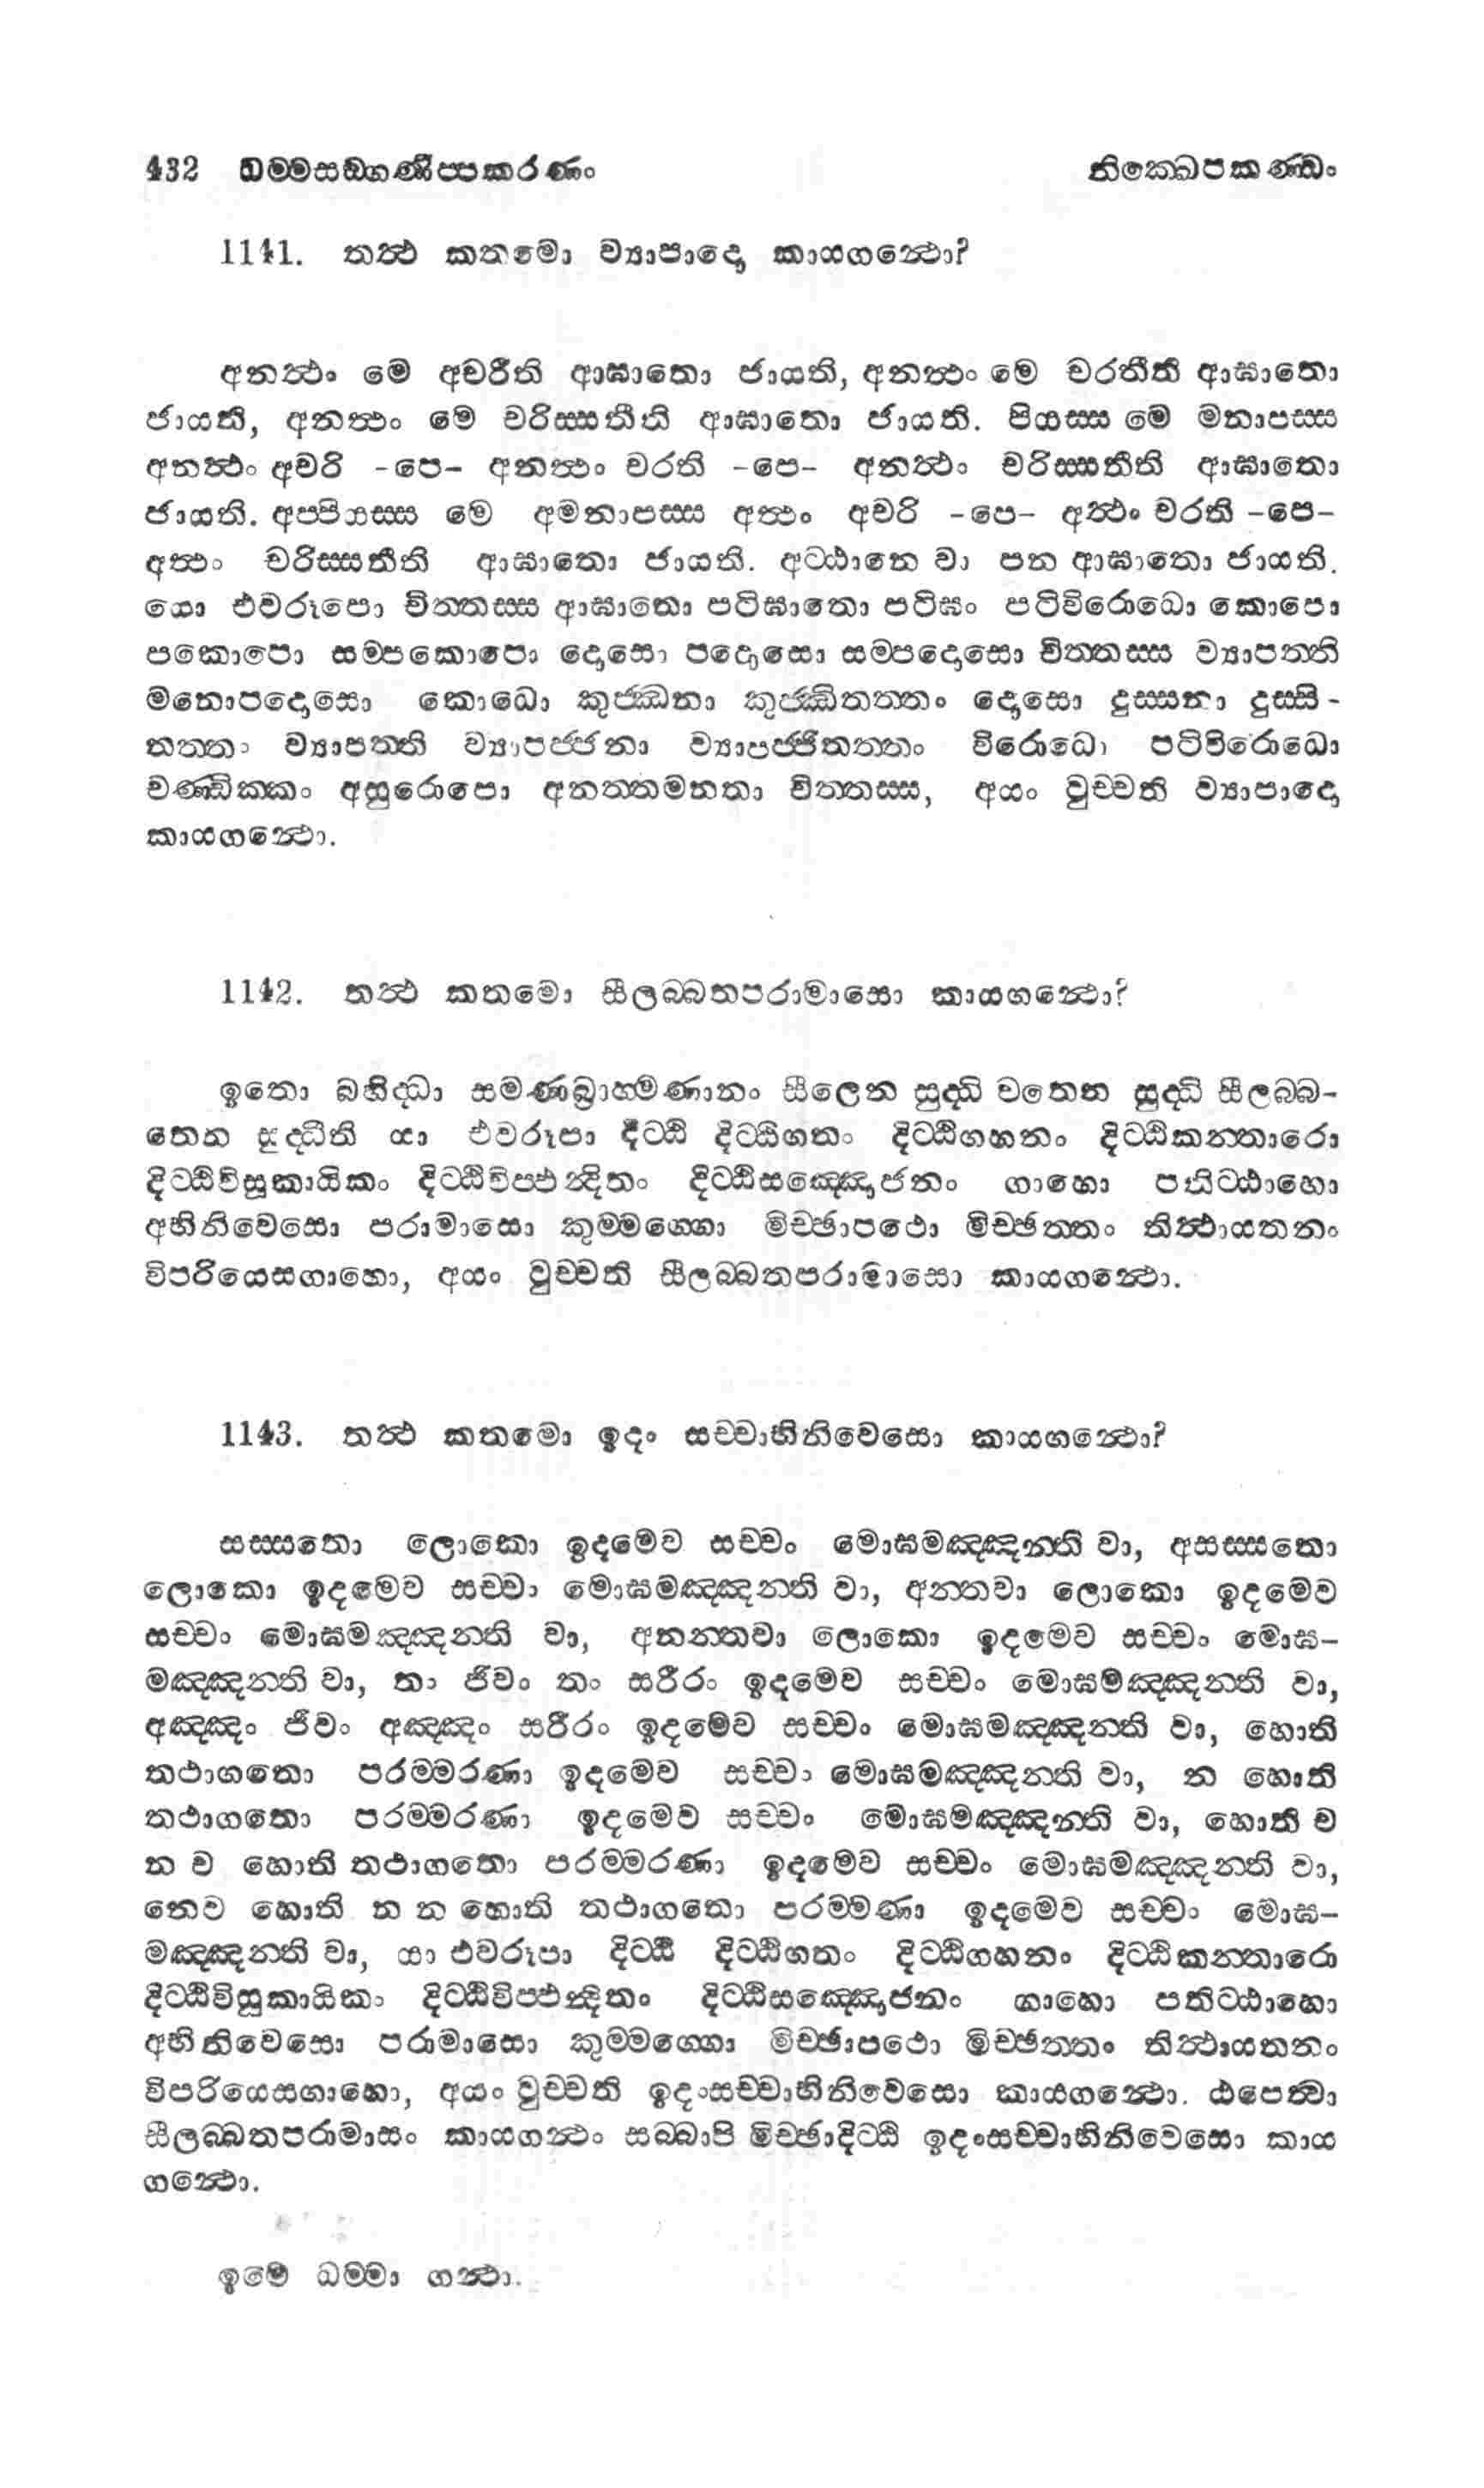 432 ධම්මසඞ්ගණිප්පකරණං නික්ඛෙපකණ්ඩං
1141. තත්ථ කතමො ව්‍යාපාදො කායගන්ථො?
අනත්ථං මෙ අචරීති ආඝාතො ජායති, අනත්ථං මෙ චරතීති ආඝාතො
ජායති, අනත්ථං මෙ චරිස්සතීති ආඝාතො ජායති. පියස්ස මෙ මනාපස්ස
අනත්ථං අචරි -පෙ- අනත්ථං චරති -පෙ- අනත්ථං චරිස්සතීති ආඝාතො
ජායති. අප්පියස්ස මෙ අමනාපස්ස අත්ථං අචරි -පෙ- අත්ථං චරති -පෙ-
අත්ථං චරිස්සතීති ආඝාතො ජායති. අට්ඨානෙ වා පන ආඝාතො ජායති.
යො එවරූපො චිත්තස්ස ආඝාතො පටිඝාතො පටිඝං පටිවිරොධො කොපො
පකොපො සම්පකොපො දොසො පදොසො සම්පදොසො චිත්තස්ස ව්‍යාපත්ති
මනොපදොසො කොධො කුජ්ඣනා කුජ්ඣිතත්තං දොසො දුස්සනා දුස්සි-
තත්තං ව්‍යාපත්ති ව්‍යාපජ්ජනා ව්‍යාපජ්ජිතත්තං විරොධො පටිවිරොධො
චණ්ඩික්කං අසුරොපො අනත්තමනතා චිත්තස්ස, අයං වුච්චති ව්‍යාපාදො
කායගන්ථො.
1142. තත්ථ කතමො සීලබ්බතපරාමාසො කායගන්ථො?
ඉතො බහිද්ධා සමණබ්‍රාහ්මණානං සීලෙන සුද්ධි වතෙන සුද්ධි සීලබ්බ-
තෙන සුද්ධීති යා එවරූපා දිට්ඨි දිට්ඨිගතං දිට්ඨිගහනං දිට්ඨිකන්තාරො
දිට්ඨිවිසූකායිකං දිට්ඨිවිප්ඵන්දිතං දිට්ඨිසඤ්ඤොජනං ගාහො පතිට්ඨාහො
අභිනිවෙසො පරාමාසො කුම්මග්ගො මිච්ඡාපථො මිච්ඡත්තං තිත්ථායතනං
විපරියෙසගාහො, අයං වුච්චති සීලබ්බතපරාමාසො කායගන්ථො.
1143. තත්ථ කතමො ඉදං සච්චාභිනිවෙසො කායගන්ථො?
සස්සතො ලොකො ඉදමෙව සච්චං මොඝමඤ්ඤන්ති වා, අසස්සතො
ලොකො ඉදමෙව සච්චං මොඝමඤ්ඤන්ති වා, අන්තවා ලොකො ඉදමෙව
සච්චං මොඝමඤ්ඤන්ති වා, අනන්තවා ලොකො ඉදමෙව සච්චං මොඝ-
මඤ්ඤන්ති වා, තං ජීවං තං සරීරං ඉදමෙව සච්චං මොඝමඤ්ඤන්ති වා,
අඤ්ඤං ජීවං අඤ්ඤං සරීරං ඉදමෙව සච්චං මොඝමඤ්ඤන්ති වා, හොති
තථාගතො පරම්මරණා ඉදමෙව සච්චං මොඝමඤ්ඤන්ති වා, න හොති
තථාගතො පරම්මරණා ඉදමෙව සච්චං මොඝමඤ්ඤන්ති වා, හොති ච
න ච හොති තථාගතො පරම්මරණා ඉදමෙව සච්චං මොඝමඤ්ඤන්ති වා,
නෙව හොති න න හොති තථාගතො පරම්මණා ඉදමෙව සච්චං මොඝ-
මඤ්ඤන්ති වා, යා එවරූපා දිට්ඨි දිට්ඨිගතං දිට්ඨිගහනං දිට්ඨිකන්තාරො
දිට්ඨිවිසූකායිකං දිට්ඨිවිප්ඵන්දිතං දිට්ඨිසඤ්ඤොජනං ගාහො පතිට්ඨාහො
අභිනිවෙසො පරාමාසො කුම්මග්ගො මිච්ඡාපථො මිච්ඡත්තං තිත්ථායතනං
විපරියෙසගාහො, අයං වුච්චති ඉදංසච්චාභිනිවෙසො කායගන්ථො. ඨපෙත්වා
සීලබ්බතපරාමාසං කායගන්ථං සබ්බාපි මිච්ඡාදිට්ඨි ඉදංසච්චාභිනිවෙසො කාය
ගන්ථො.
ඉමෙ ධම්මා ගන්ථා.